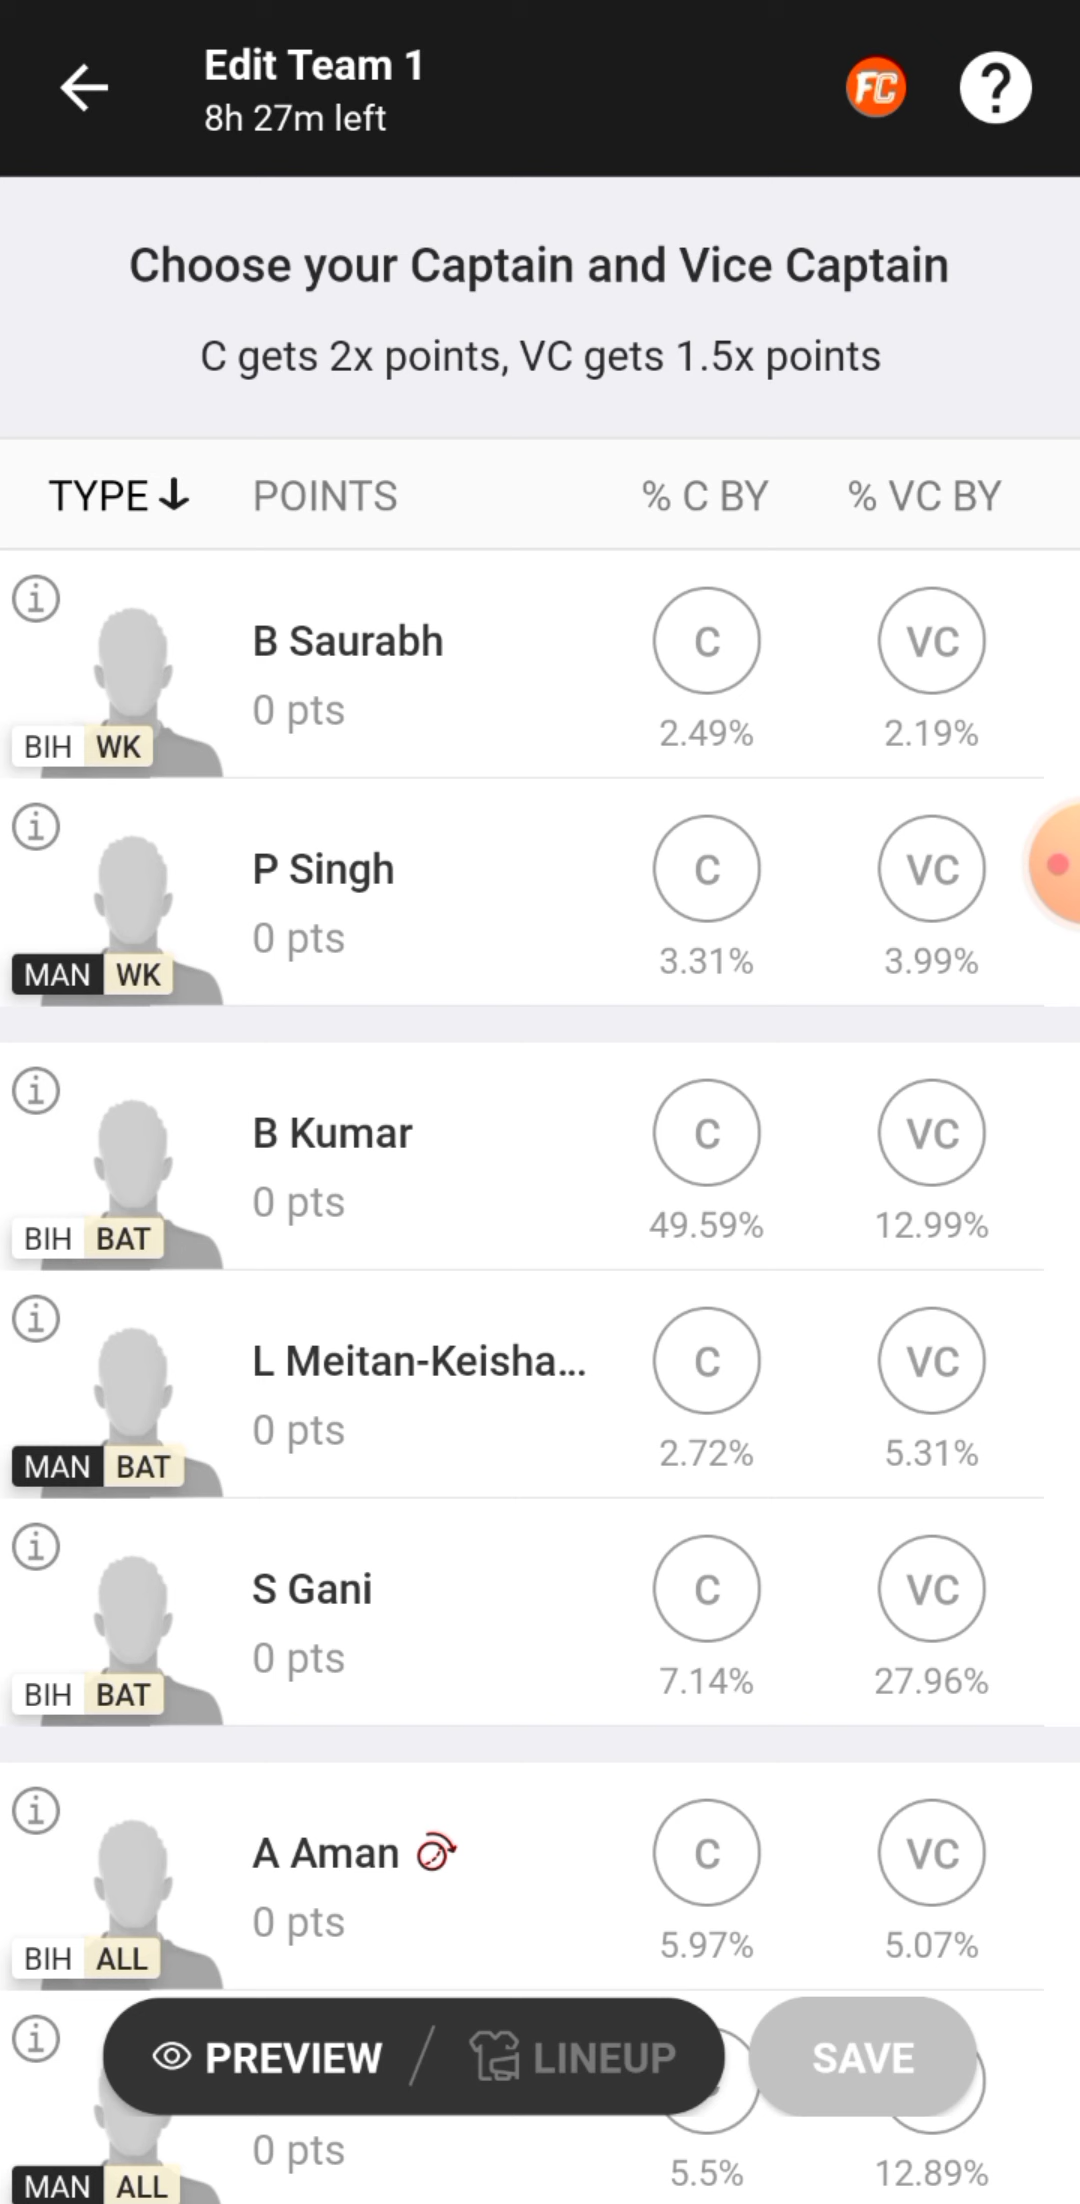 Edit Team 1
8h 27m left
FC
?
Choose your Captain and Vice Captain
C gets 2x points, VC gets 1.5x points
TYPE POINTS % C BY % VC BY
B Saurabh C VC
0 pts 2.49% 2.19%
BIH WK
P Singh C VC
0 pts 3.31% 3.99%
MAN WK
B Kumar C VC
0 pts 49.59% 12.99%
BIH BAT
L Meitan-Keisha... C VC
0 pts 2.72% 5.31%
MAN BAT
S Gani C VC
0 pts 7.14% 27.96%
BIH BAT
A Aman C VC
0 pts 5.97% 5.07%
BIH ALL
PREVIEW / LINEUP SAVE
0 pts 5.5% 12.89%
MAN ALL